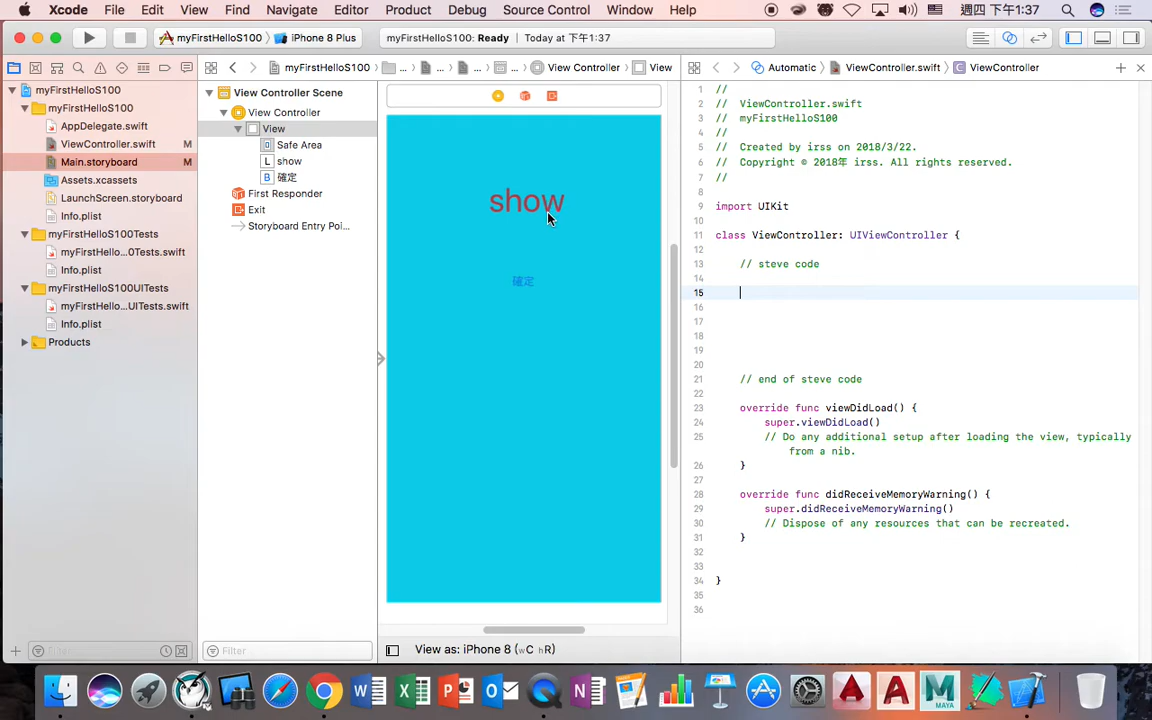 Xcode File Edit View Find Navigate Editor Product Debug Source Control Window Help 週四 下午1:37
myFirstHelloS100 iPhone 8 Plus myFirstHelloS100: Ready Today at 下午1:37
myFirstHelloS100 ... ... ... ... View Controller View Automatic ViewController.swift ViewController
myFirstHelloS100
myFirstHelloS100
AppDelegate.swift
ViewController.swift M
Main.storyboard M
Assets.xcassets
LaunchScreen.storyboard
Info.plist
myFirstHelloS100Tests
myFirstHello...0Tests.swift
Info.plist
myFirstHelloS100UITests
myFirstHello...UITests.swift
Info.plist
Products
Filter
View Controller Scene
View Controller
View
Safe Area
L show
B 確定
First Responder
Exit
Storyboard Entry Poi...
Filter
show
確定
View as: iPhone 8 (wC hR)
1 //
2 // ViewController.swift
3 // myFirstHelloS100
4 //
5 // Created by irss on 2018/3/22.
6 // Copyright © 2018年 irss. All rights reserved.
7 //
8
9 import UIKit
10
11 class ViewController: UIViewController {
12
13 // steve code
14
15
16
17
18
19
20
21 // end of steve code
22
23 override func viewDidLoad() {
24 super.viewDidLoad()
25 // Do any additional setup after loading the view, typically
from a nib.
26 }
27
28 override func didReceiveMemoryWarning() {
29 super.didReceiveMemoryWarning()
30 // Dispose of any resources that can be recreated.
31 }
32
33
34 }
35
36
MAYA